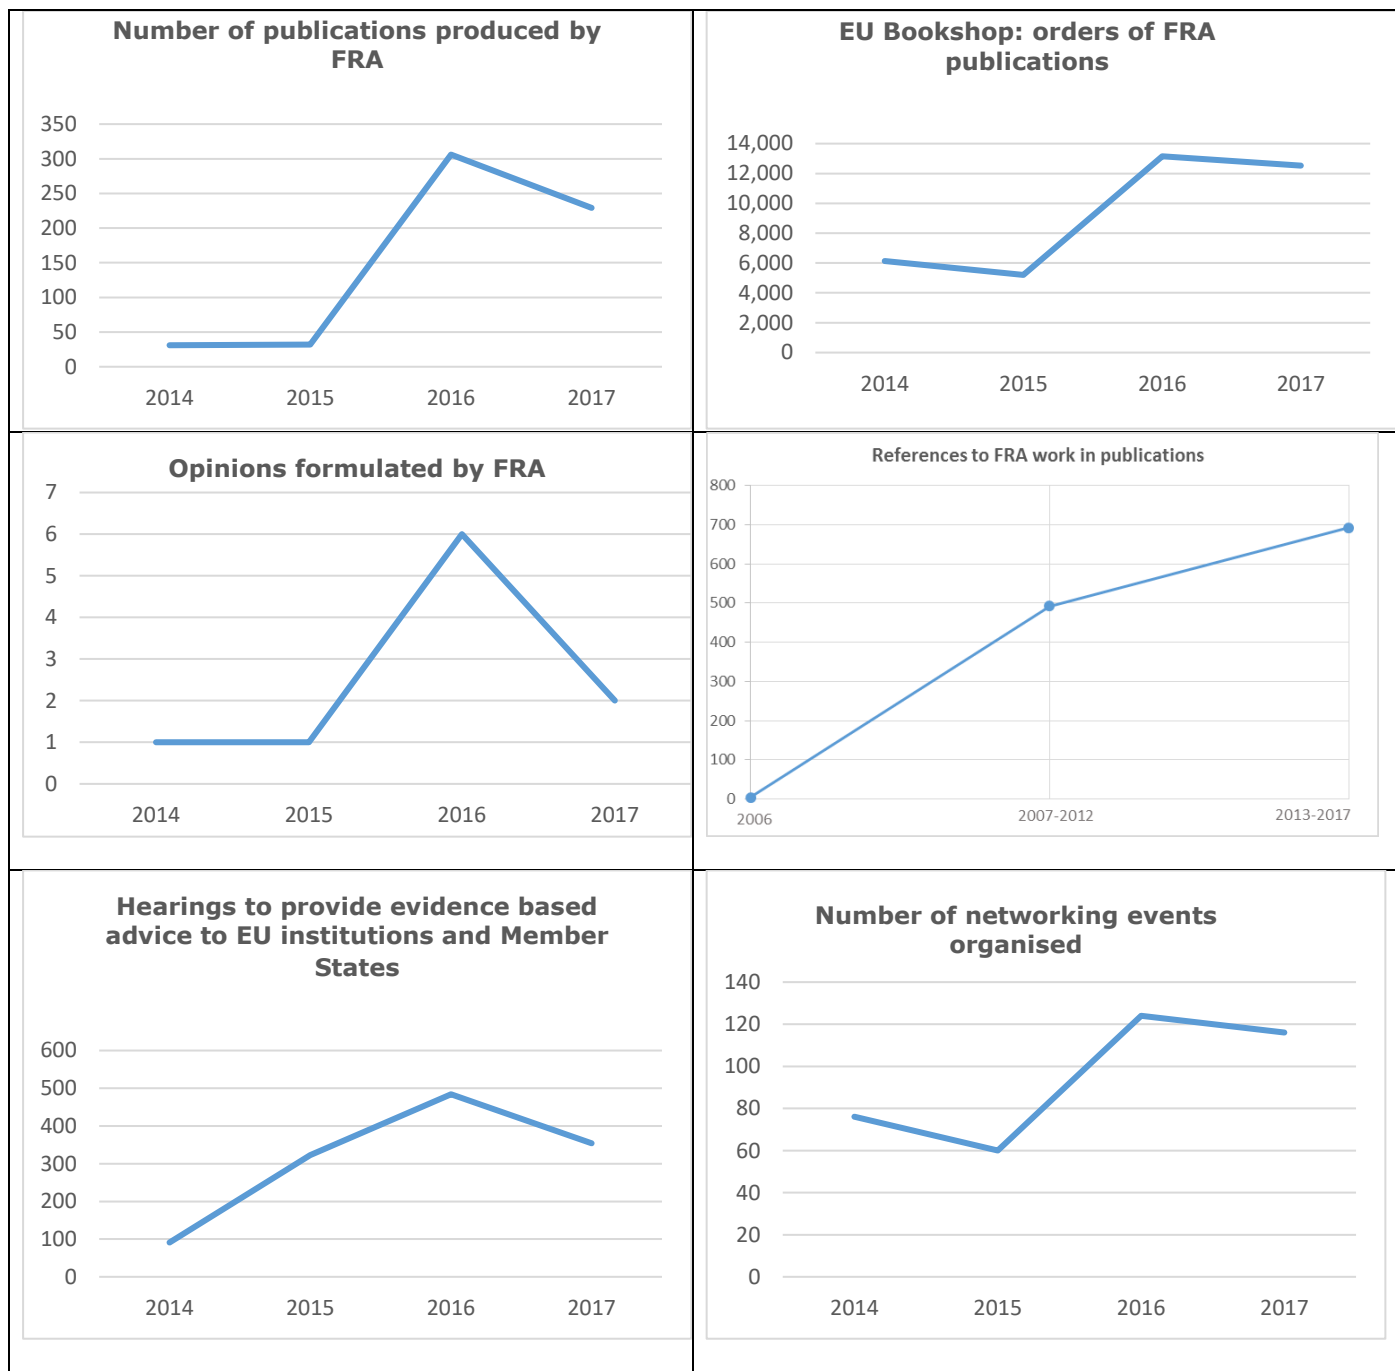 Number of publications produced by
FRA
350
300
250
200
150
100
50
0
2014 2015 2016 2017
EU Bookshop: orders of FRA
publications
14,000
12,000
10,000
8,000
6,000
4,000
2,000
0
2014 2015 2016 2017
Opinions formulated by FRA
7
6
5
4
3
2
1
0
2014 2015 2016 2017
References to FRA work in publications
800
700
600
500
400
300
200
100
0
2006 2007-2012 2013-2017
Hearings to provide evidence based
advice to EU institutions and Member
States
600
500
400
300
200
100
0
2014 2015 2016 2017
Number of networking events
organised
140
120
100
80
60
40
20
0
2014 2015 2016 2017